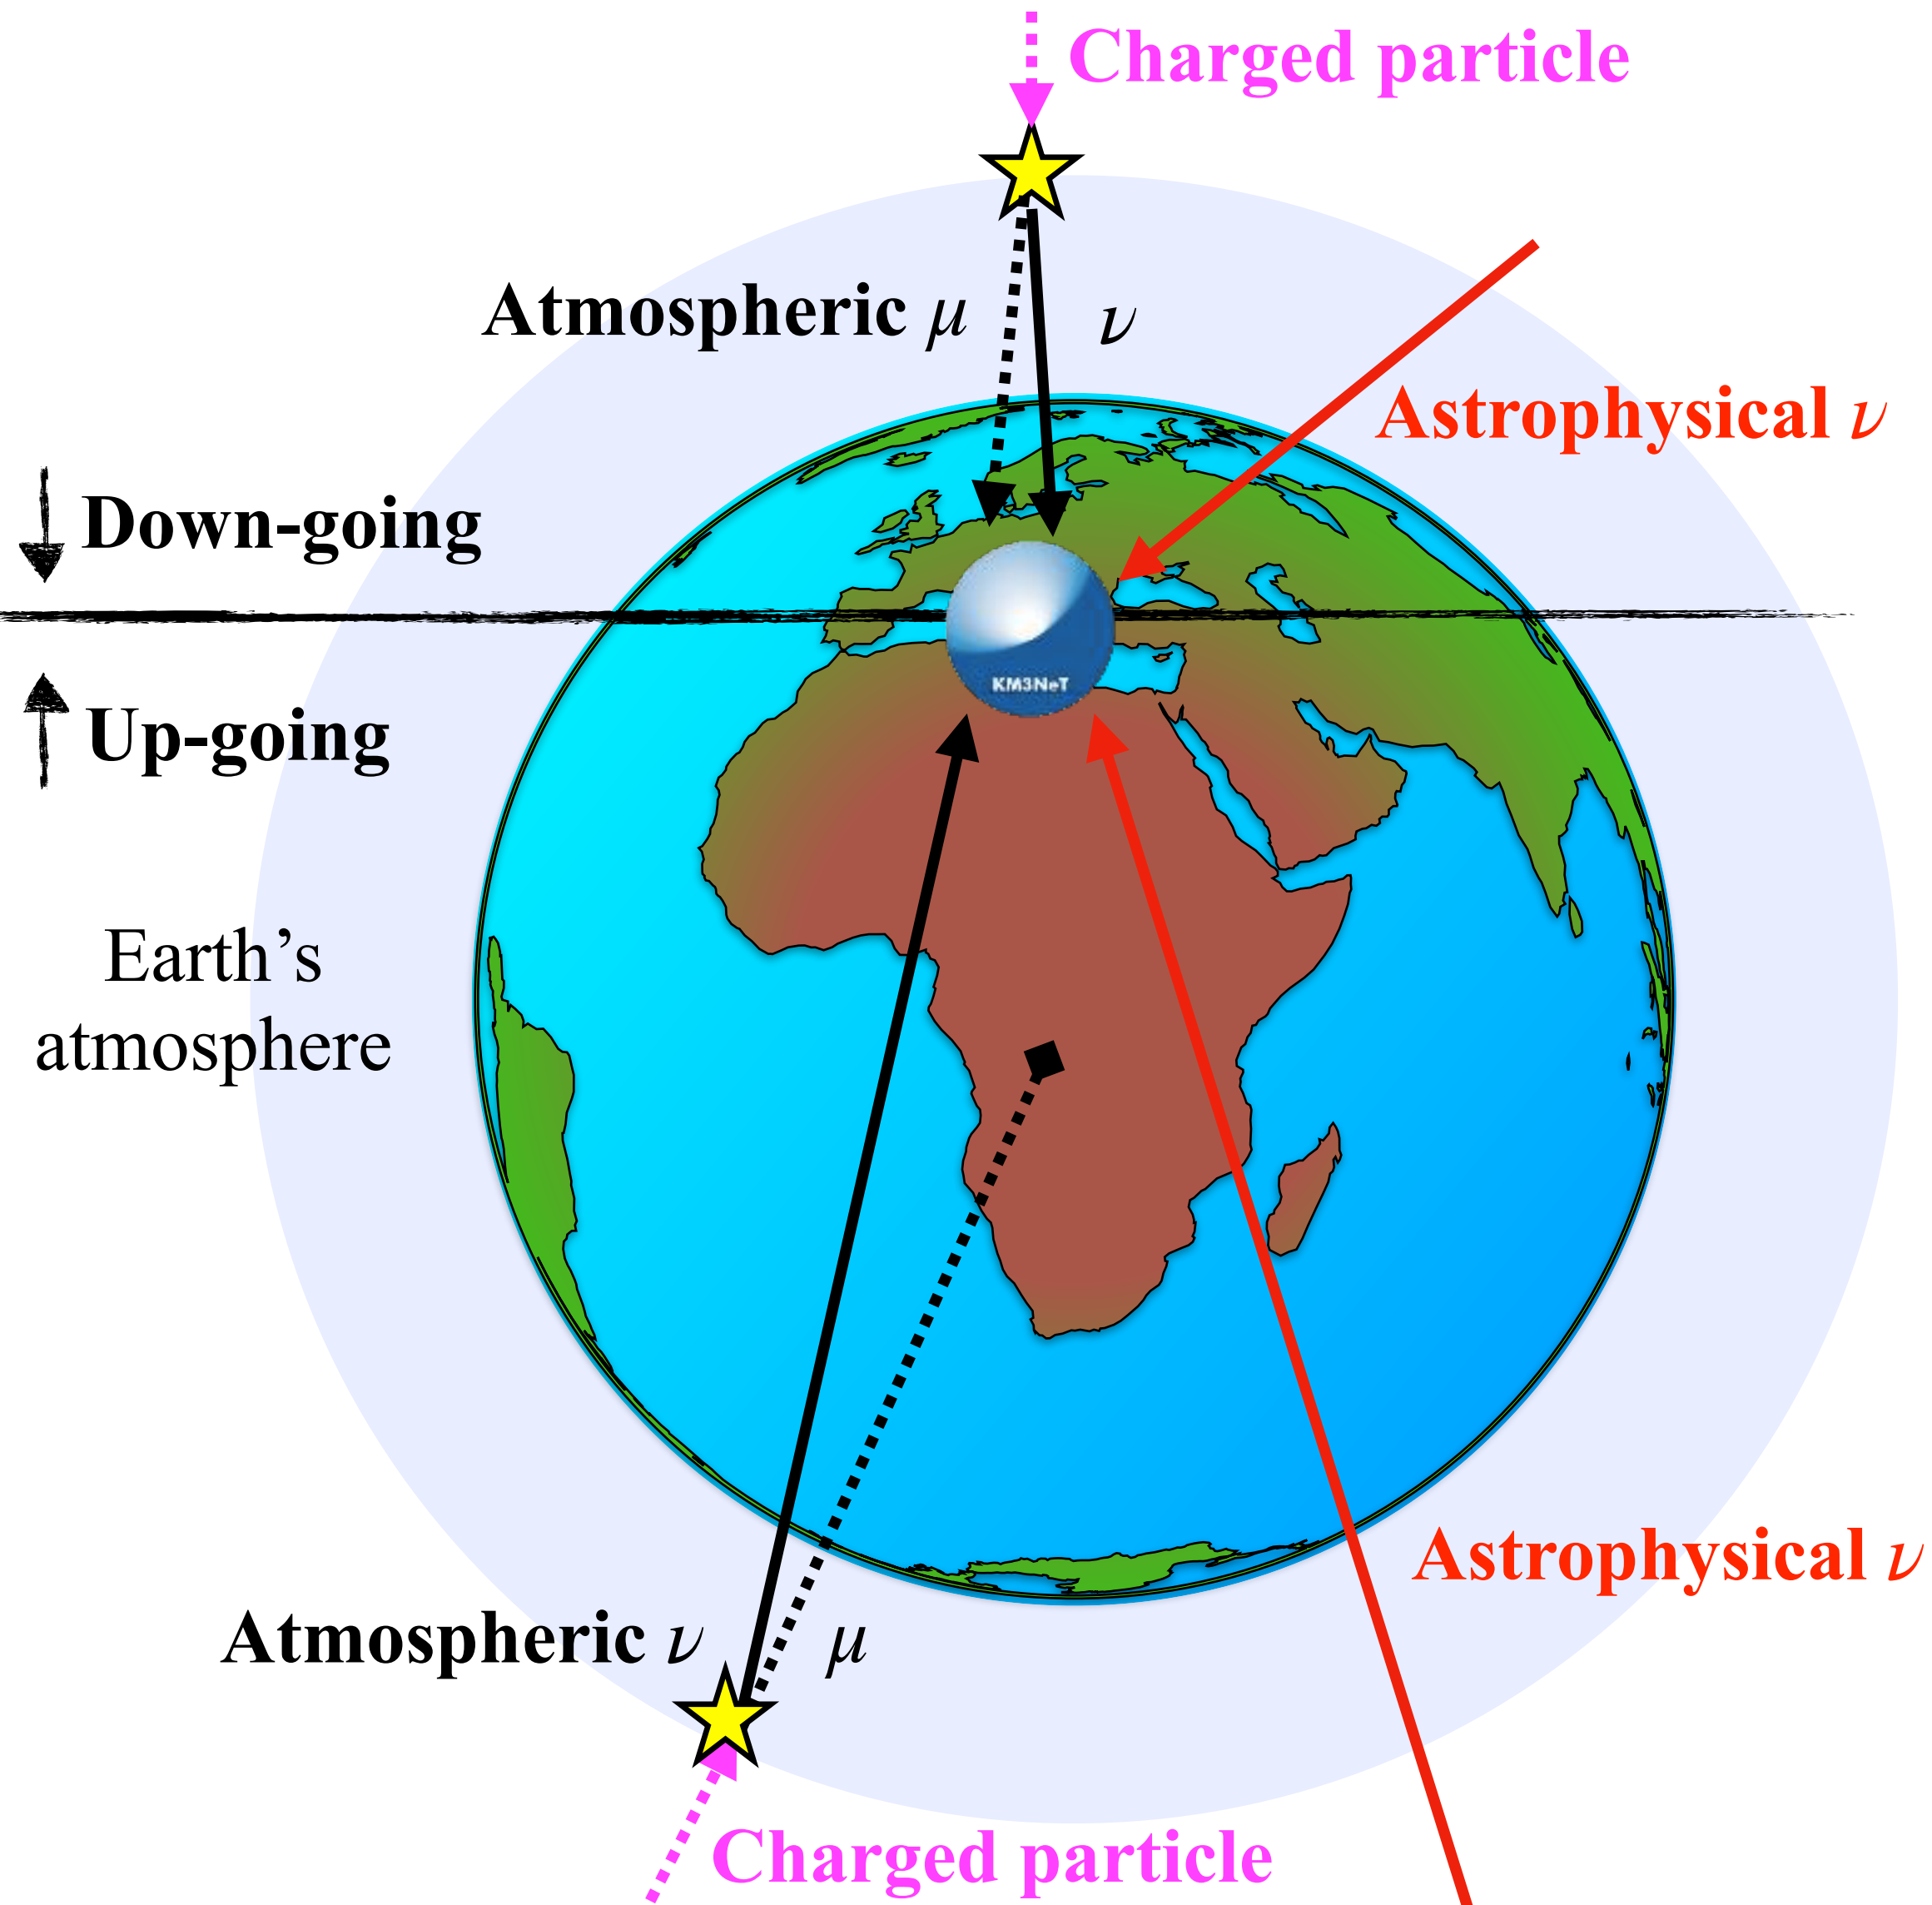 Charged particle
Atmospheric μ
ν
Astrophysical ν
Down-going
KM3NeT
Up-going
Earth’s
atmosphere
Astrophysical ν
Atmospheric ν
μ
Charged particle